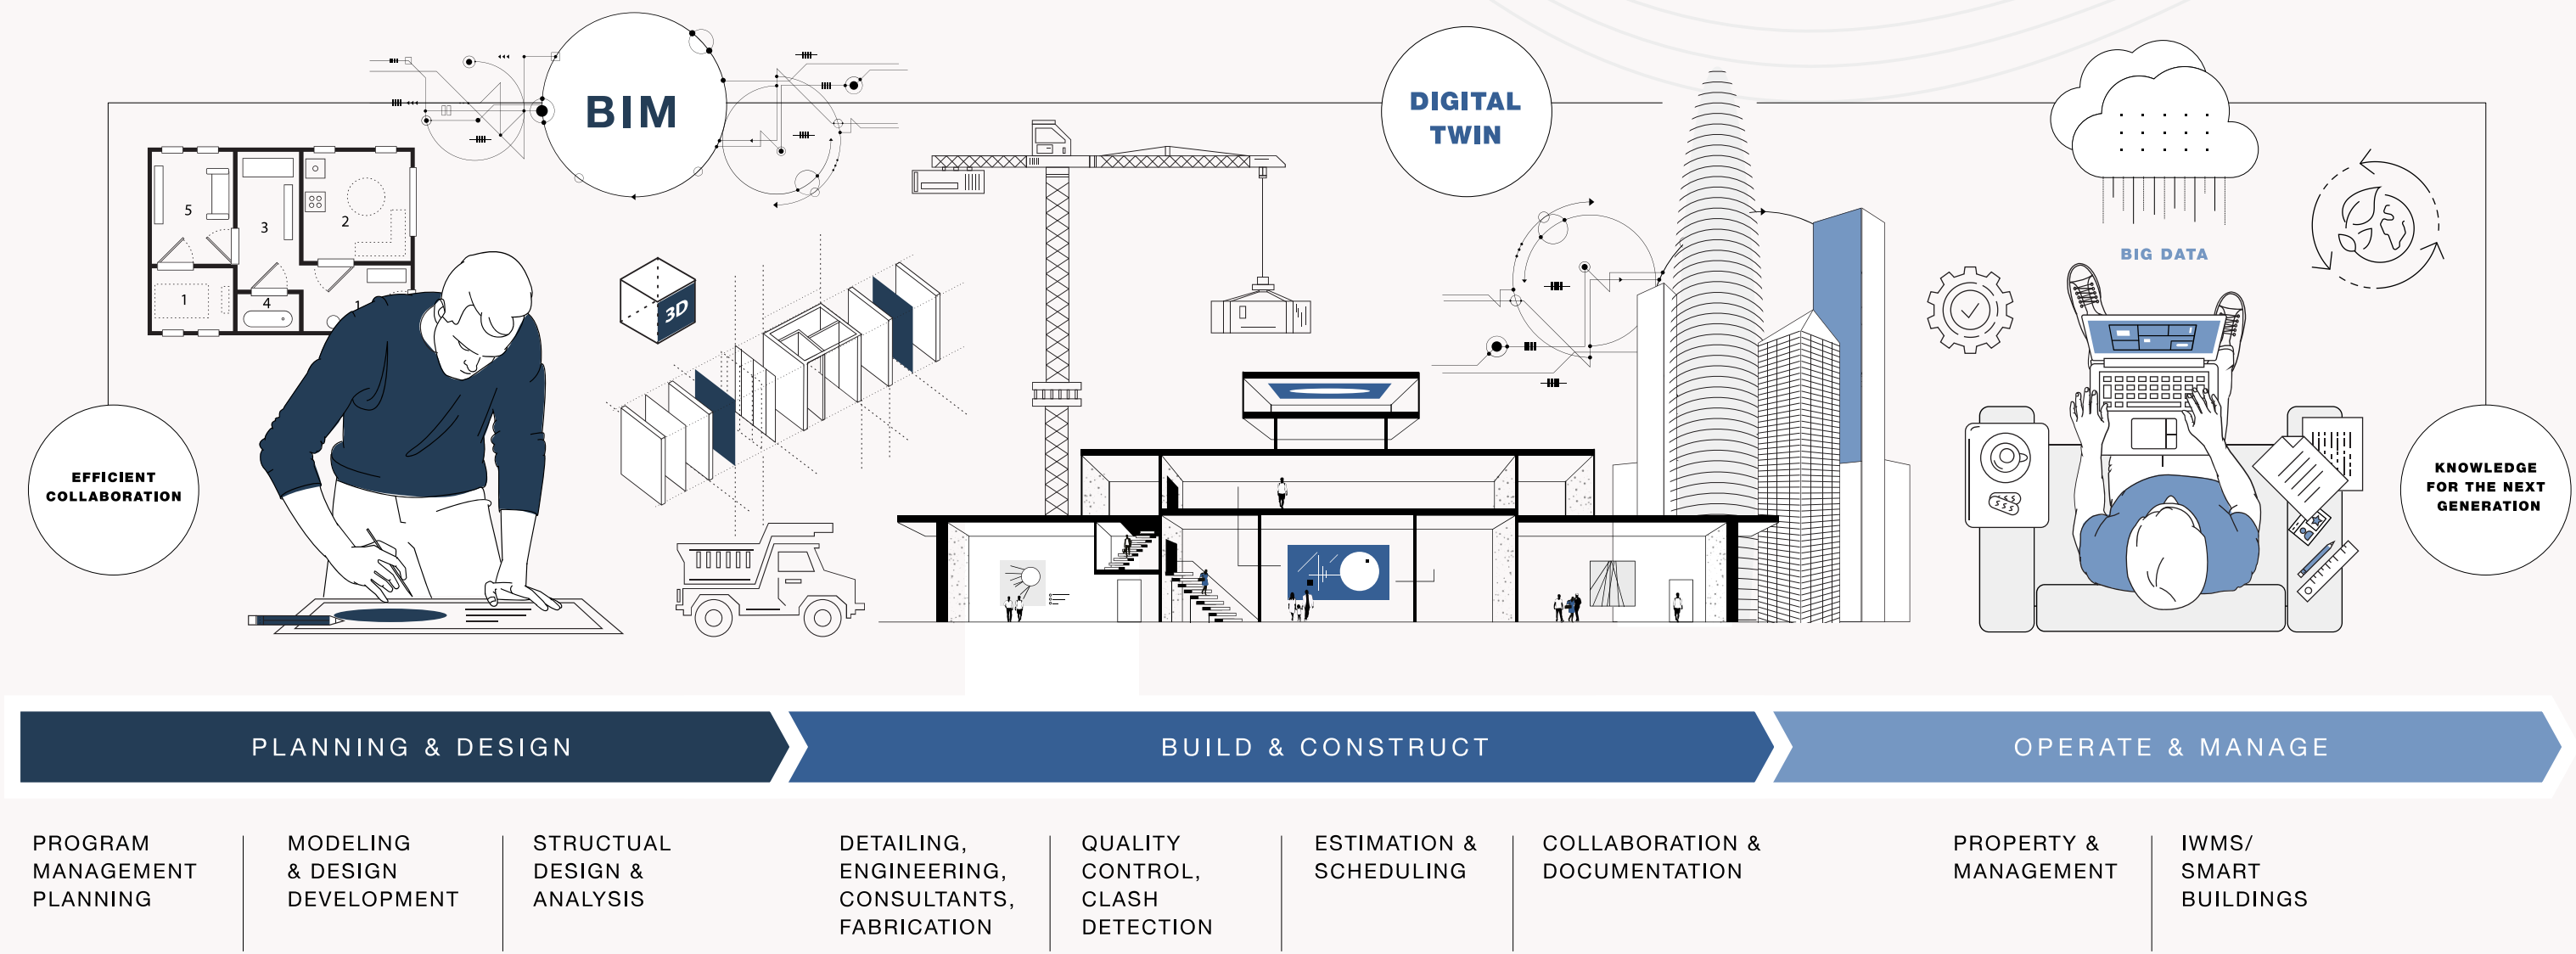 BIM
DIGITAL
TWIN
BIG DATA
5
3
2
1
4
1
3D
EFFICIENT
COLLABORATION
KNOWLEDGE
FOR THE NEXT
GENERATION
PLANNING & DESIGN
BUILD & CONSTRUCT
OPERATE & MANAGE
PROGRAM
MANAGEMENT
PLANNING
MODELING
& DESIGN
DEVELOPMENT
STRUCTUAL
DESIGN &
ANALYSIS
DETAILING,
ENGINEERING,
CONSULTANTS,
FABRICATION
QUALITY
CONTROL,
CLASH
DETECTION
ESTIMATION &
SCHEDULING
COLLABORATION &
DOCUMENTATION
PROPERTY &
MANAGEMENT
IWMS/
SMART
BUILDINGS